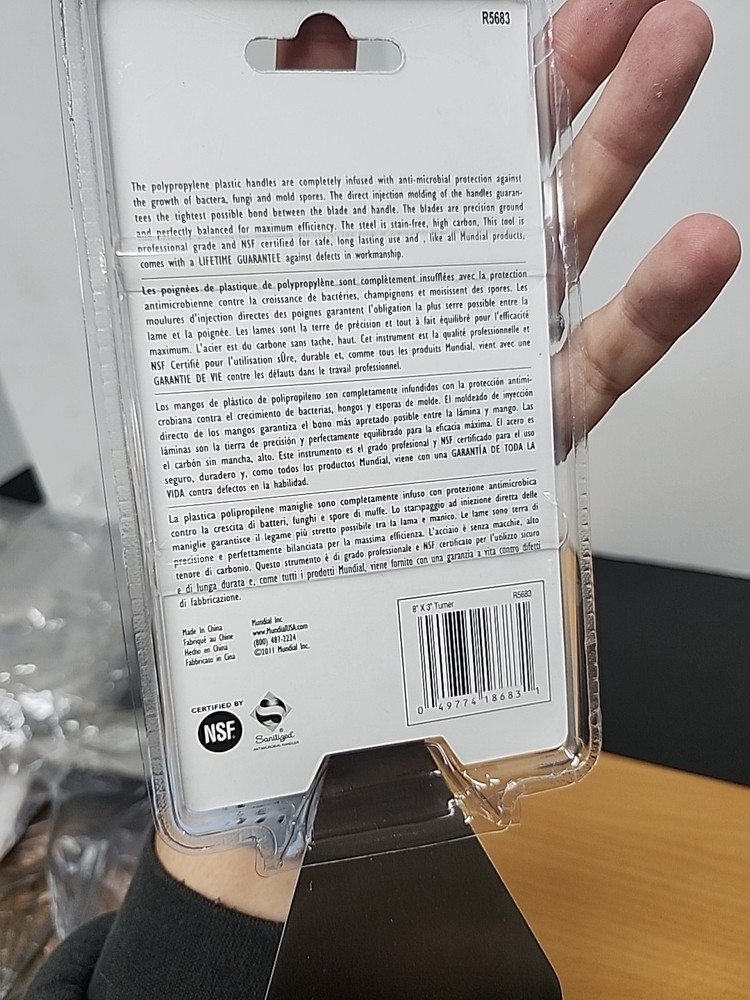 R5683
The polypropylene plastic handles are completely infused with anti-microbial protection against
the growth of bactera, fungi and mold spores. The direct injection molding of the handles guaran-
tees the tightest possible bond between the blade and handle. The blades are precision ground
and perfectly balanced for maximum efficiency. The steel is stain-free, high carbon, This tool is
professional grade and NSF certified for safe, long lasting use and , like all Mundial products,
comes with a LIFETIME GUARANTEE against defects in workmanship.
Les poignées de plastique de polypropylène sont complètement insufflées avec la protection
antimicrobienne contre la croissance de bactéries, champignons et moisissent des spores. Les
moulures d'injection directes des poignes garantent l'obligation la plus serre possible entre la
lame et la poignée. Les lames sont la terre de précision et tout à fait équilibré pour l'efficacité
maximum. L'acier est du carbone sans tache, haut. Cet instrument est la qualité professionnelle et
NSF Certifié pour l'utilisation sÛre, durable et, comme tous les produits Mundial, vient avec une
GARANTIE DE VIE contre les défauts dans le travail professionnel.
Los mangos de plástico de polipropileno son completamente infundidos con la protección antimi-
crobiana contra el crecimiento de bacterias, hongos y esporas de molde. El moldeado de inyección
directo de los mangos garantiza el bono más apretado posible entre la lámina y mango. Las
láminas son la tierra de precisión y perfectamente equilibrado para la eficacia máxima. El acero es
el carbón sin mancha, alto. Este instrumento es el grado profesional y NSF certificado para el uso
seguro, duradero y, como todos los productos Mundial, viene con una GARANTÍA DE TODA LA
VIDA contra defectos en la habilidad.
La plastica polipropilene maniglie sono completamente infuso con protezione antimicrobica
contro la crescita di batteri, funghi e spore di muffe. Lo stampaggio ad iniezione diretta delle
maniglie garantisce il legame più stretto possibile tra la lama e manico. Le lame sono terra di
precisione e perfettamente bilanciata per la massima efficienza. L'acciaio è senza macchie, alto
tenore di carbonio. Questo strumento è di grado professionale e NSF certificato per l'utilizzo sicuro
e di lunga durata e, come tutti i prodotti Mundial, viene fornito con una garanzia a vita contro difetti
di fabbricazione.
Made in China
Fabriqué au Chine
Hecho en China
Fabbricaso in Cina
Mundial Inc
www.MundialUSA.com
(800) 487-2224
©2011 Mundial Inc.
8" X 3" Turner
R5683
0 49774 18683 1
CERTIFIED BY
NSF
Sanitized
ANTIMICROBIAL HANDLES